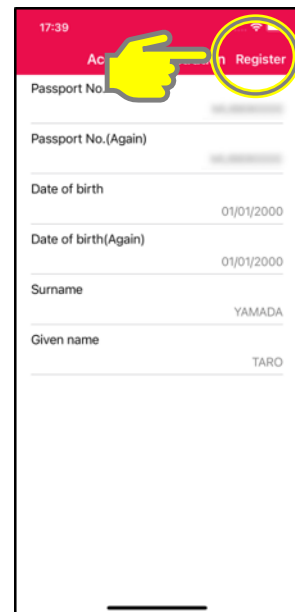 17:39
Register
Passport No.
Passport No.(Again)
Date of birth
01/01/2000
Date of birth(Again)
01/01/2000
Surname
YAMADA
Given name
TARO